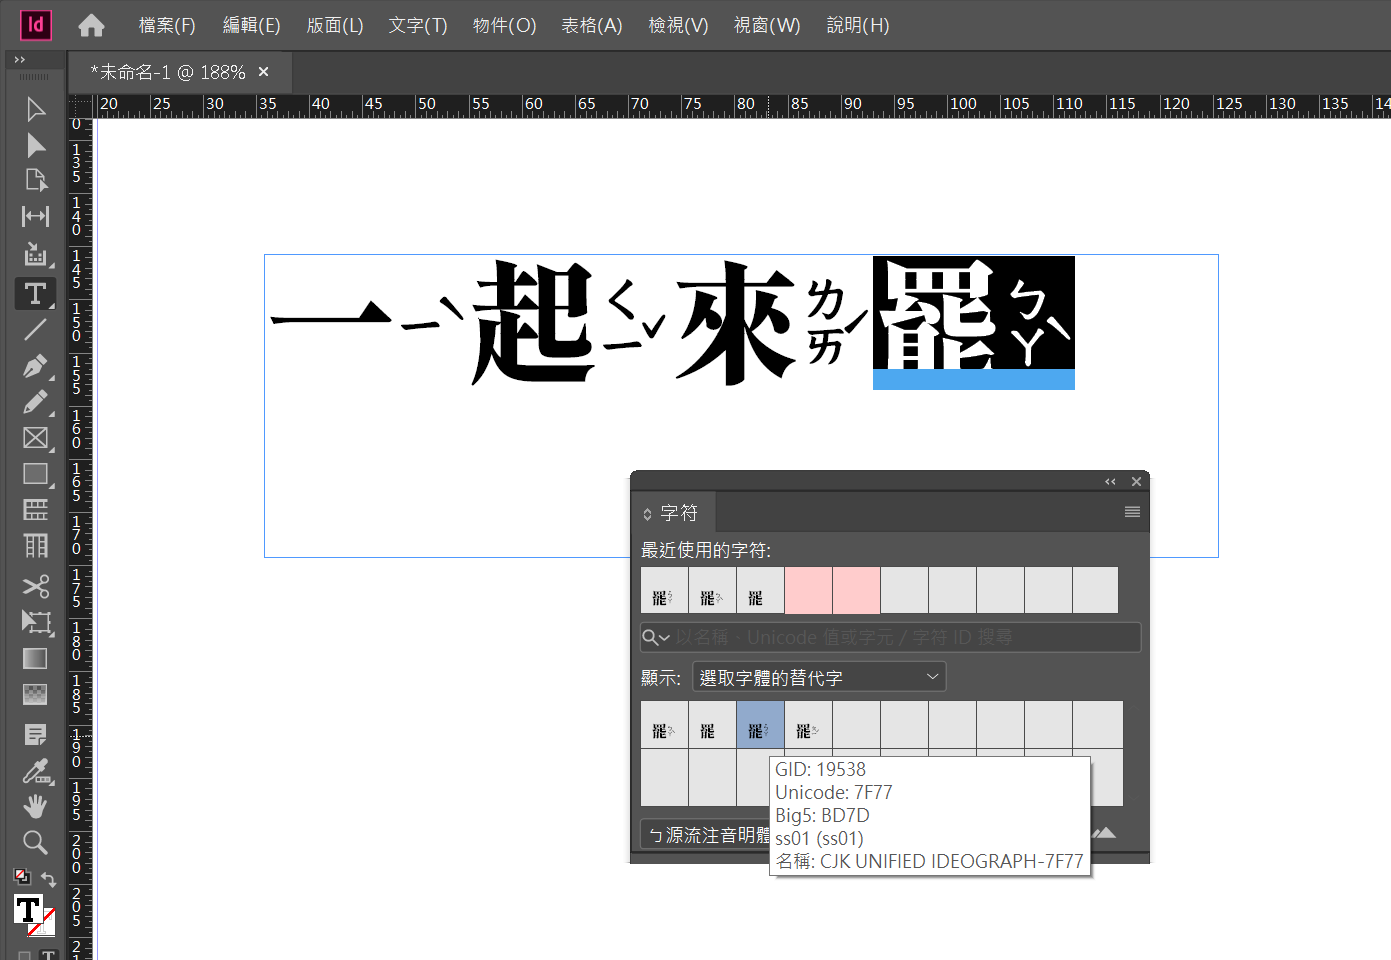 Id 檔案(F) 編輯(E) 版面(L) 文字(T) 物件(O) 表格(A) 檢視(V) 視窗(W) 說明(H)
*未命名-1 @ 188% ×
20 25 30 35 40 45 50 55 60 65 70 75 80 85 90 95 100 105 110 115 120 125 130 135 14
0
135
140
145
150
155
160
165
170
175
180
185
190
195
200
205
21
一ㄧˋ起ㄑㄧˇ來ㄌㄞˊ罷ㄅㄚˋ
字符
最近使用的字符:
罷 罷 罷
以名稱、Unicode 值或字元 / 字符 ID 搜尋
顯示: 選取字體的替代字
罷 罷 罷 罷
GID: 19538
Unicode: 7F77
Big5: BD7D
ss01 (ss01)
名稱: CJK UNIFIED IDEOGRAPH-7F77
ㄅ源流注音明體